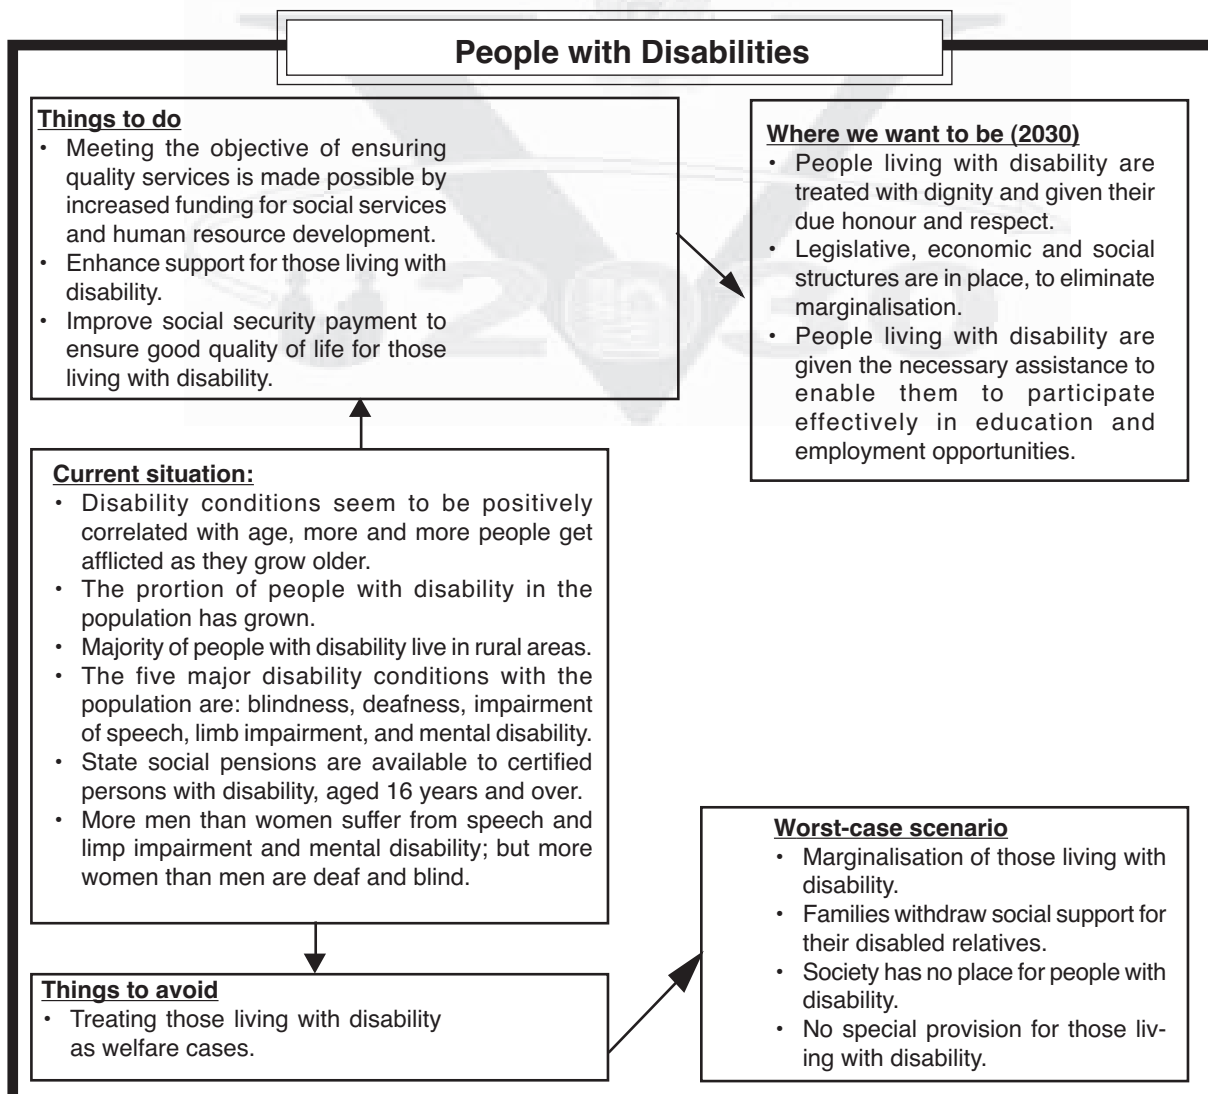 People with Disabilities
Things to do
• Meeting the objective of ensuring
quality services is made possible by
increased funding for social services
and human resource development.
• Enhance support for those living with
disability.
• Improve social security payment to
ensure good quality of life for those
living with disability.
Where we want to be (2030)
• People living with disability are
treated with dignity and given their
due honour and respect.
• Legislative, economic and social
structures are in place, to eliminate
marginalisation.
• People living with disability are
given the necessary assistance to
enable them to participate
effectively in education and
employment opportunities.
2030
Current situation:
• Disability conditions seem to be positively
correlated with age, more and more people get
afflicted as they grow older.
• The prortion of people with disability in the
population has grown.
• Majority of people with disability live in rural areas.
• The five major disability conditions with the
population are: blindness, deafness, impairment
of speech, limb impairment, and mental disability.
• State social pensions are available to certified
persons with disability, aged 16 years and over.
• More men than women suffer from speech and
limp impairment and mental disability; but more
women than men are deaf and blind.
Things to avoid
• Treating those living with disability
as welfare cases.
Worst-case scenario
• Marginalisation of those living with
disability.
• Families withdraw social support for
their disabled relatives.
• Society has no place for people with
disability.
• No special provision for those liv-
ing with disability.